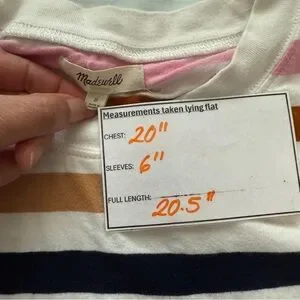 Madewell
Measurements taken lying flat
CHEST: 20"
SLEEVES: 6"
FULL LENGTH: 20.5"